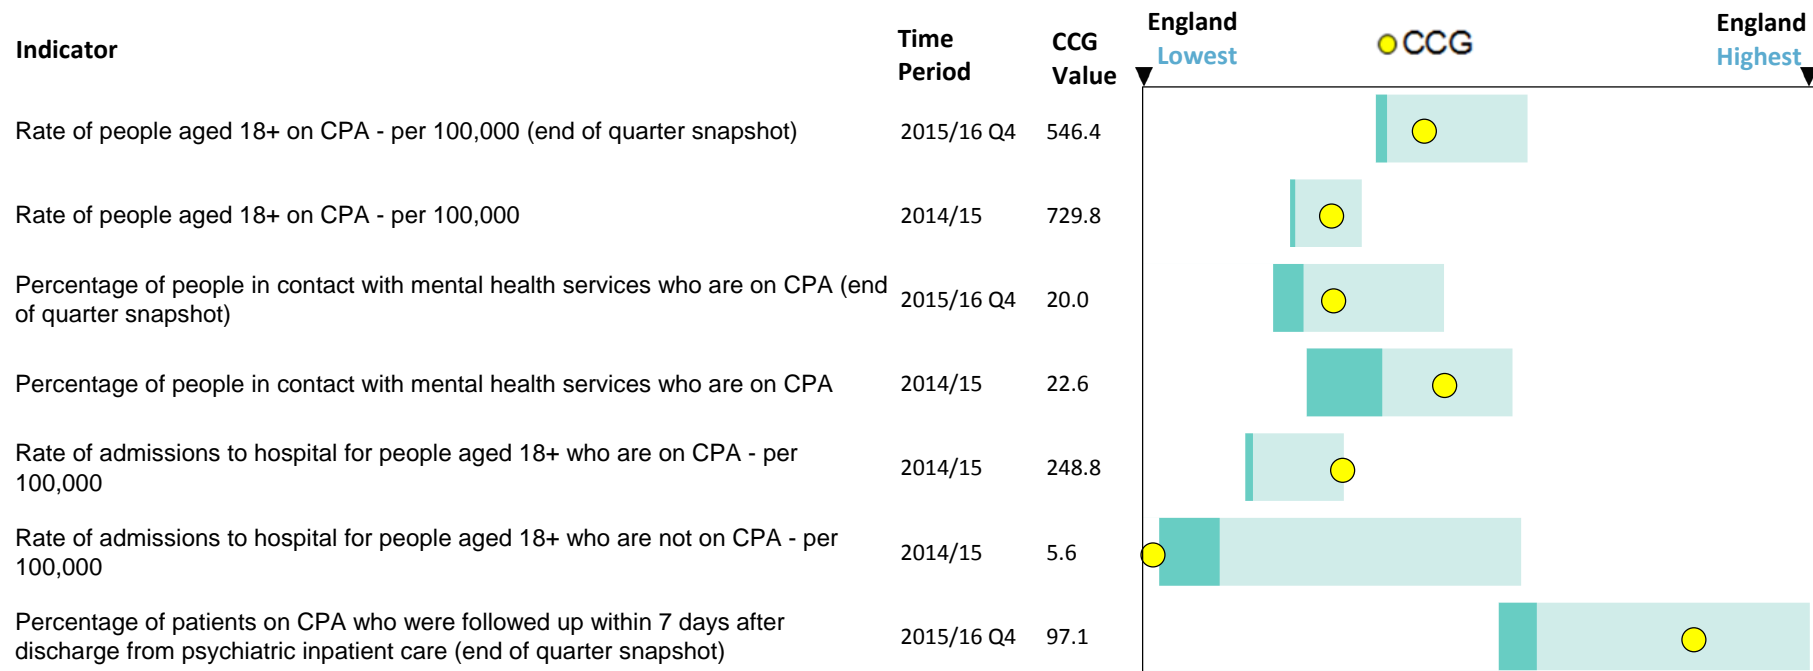 Indicator
Time Period
CCG Value
England Lowest
CCG
England Highest
Rate of people aged 18+ on CPA - per 100,000 (end of quarter snapshot) 2015/16 Q4 546.4
Rate of people aged 18+ on CPA - per 100,000 2014/15 729.8
Percentage of people in contact with mental health services who are on CPA (end
of quarter snapshot) 2015/16 Q4 20.0
Percentage of people in contact with mental health services who are on CPA 2014/15 22.6
Rate of admissions to hospital for people aged 18+ who are on CPA - per
100,000 2014/15 248.8
Rate of admissions to hospital for people aged 18+ who are not on CPA - per
100,000 2014/15 5.6
Percentage of patients on CPA who were followed up within 7 days after
discharge from psychiatric inpatient care (end of quarter snapshot) 2015/16 Q4 97.1